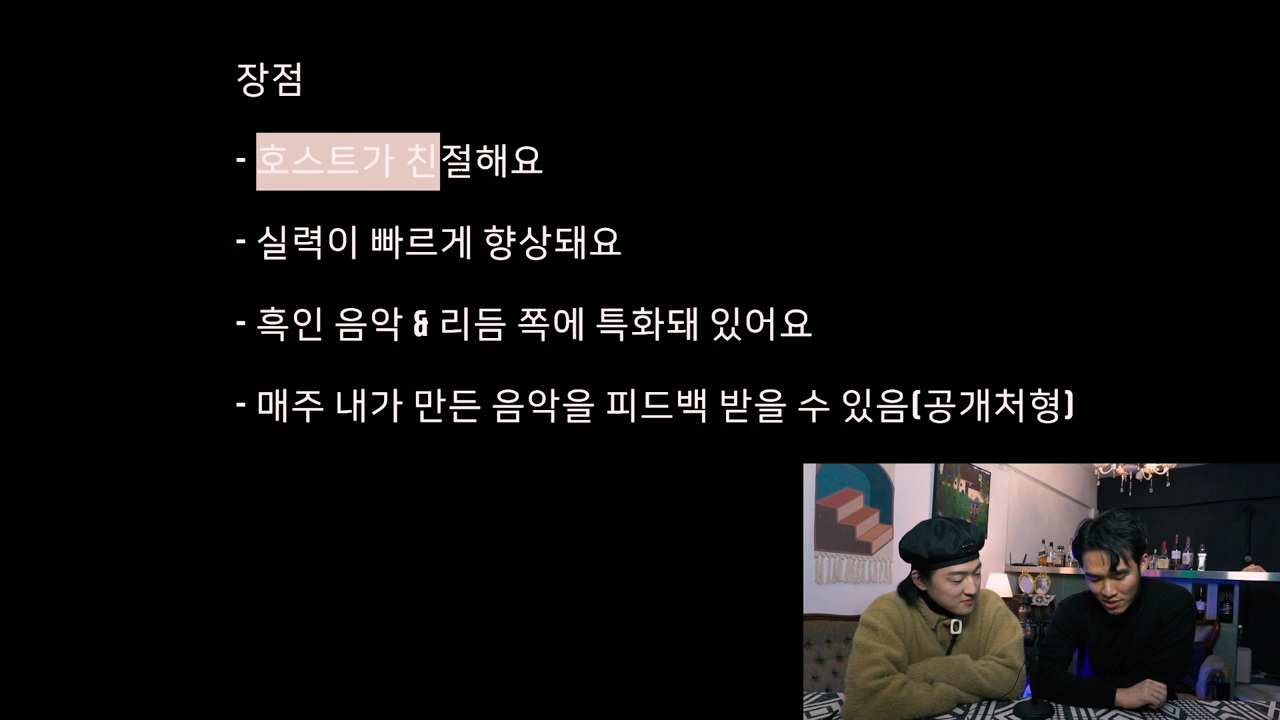 장점
- 호스트가 친절해요
- 실력이 빠르게 향상돼요
- 흑인 음악 & 리듬 쪽에 특화돼 있어요
- 매주 내가 만든 음악을 피드백 받을 수 있음(공개처형)